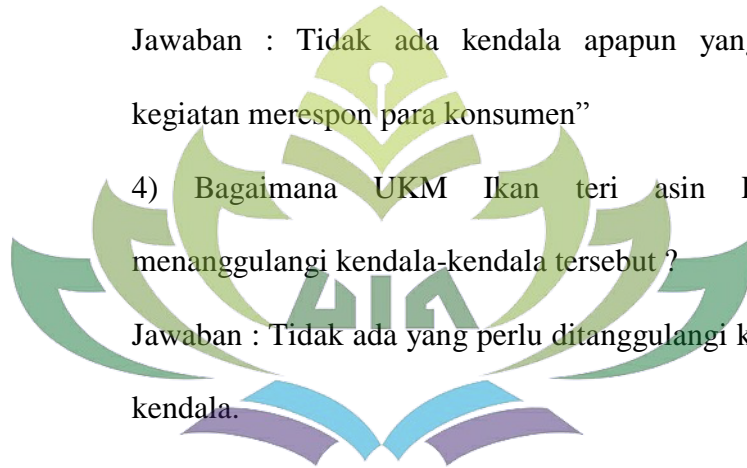 Jawaban : Tidak ada kendala apapun yang
kegiatan merespon para konsumen”
4) Bagaimana UKM Ikan teri asin
menanggulangi kendala-kendala tersebut ?
Jawaban : Tidak ada yang perlu ditanggulangi
kendala.
UIN